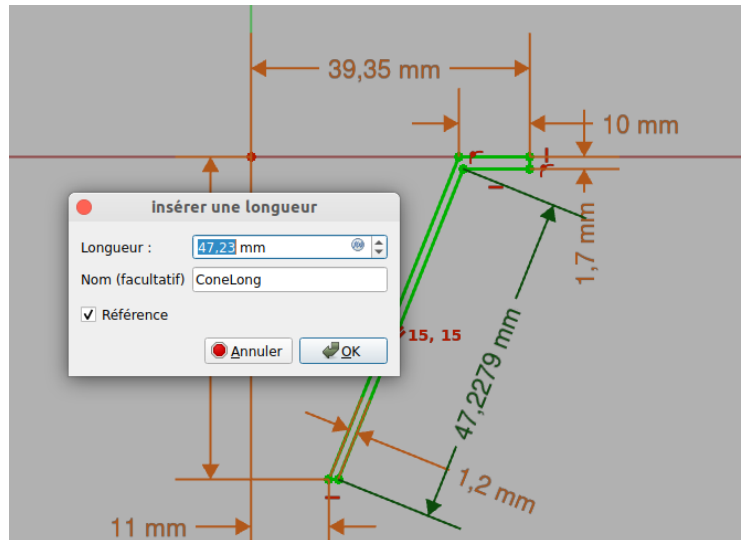 39,35 mm
10 mm
insérer une longueur
Longueur : 47,23 mm
Nom (facultatif) ConeLong
Référence
Annuler OK
1,7 mm
15, 15
47,2279 mm
1,2 mm
11 mm